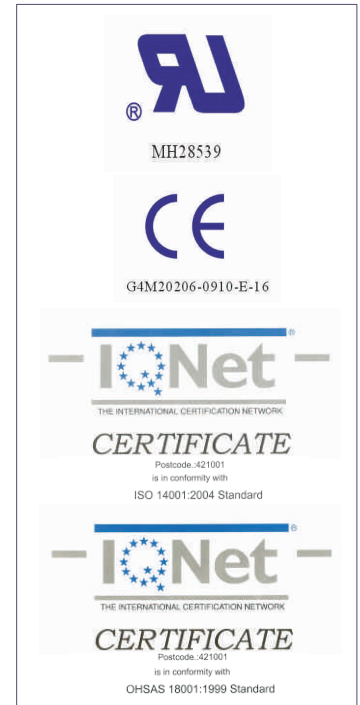 RU
®
MH28539
CE
G4M20206-0910-E-16
®
IQNet
THE INTERNATIONAL CERTIFICATION NETWORK
CERTIFICATE
Postcode.:421001
is in conformity with
ISO 14001:2004 Standard
®
IQNet
THE INTERNATIONAL CERTIFICATION NETWORK
CERTIFICATE
Postcode.:421001
is in conformity with
OHSAS 18001:1999 Standard